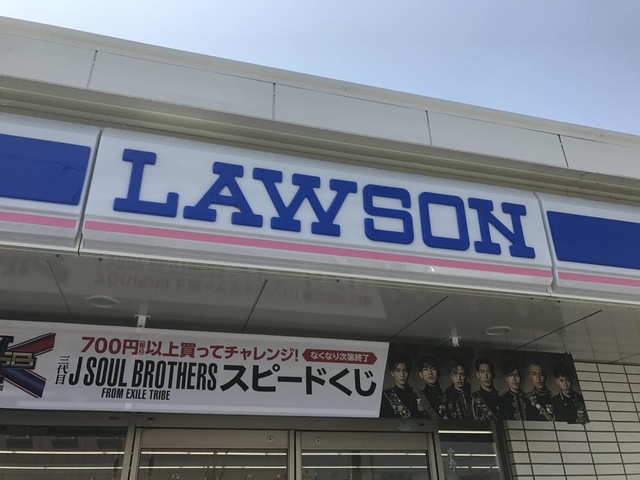 LAWSON
700円(税込)以上買ってチャレンジ! なくなり次第終了
三代目 J SOUL BROTHERS スピードくじ
FROM EXILE TRIBE